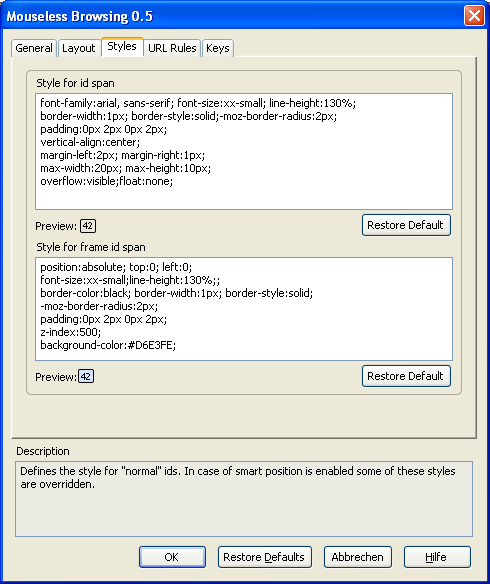 Mouseless Browsing 0.5
General Layout Styles URL Rules Keys
Style for id span
font-family:arial, sans-serif; font-size:xx-small; line-height:130%;
border-width:1px; border-style:solid;-moz-border-radius:2px;
padding:0px 2px 0px 2px;
vertical-align:center;
margin-left:2px; margin-right:1px;
max-width:20px; max-height:10px;
overflow:visible;float:none;
Preview: 42 Restore Default
Style for frame id span
position:absolute; top:0; left:0;
font-size:xx-small;line-height:130%;;
border-color:black; border-width:1px; border-style:solid;
-moz-border-radius:2px;
padding:0px 2px 0px 2px;
z-index:500;
background-color:#D6E3FE;
Preview: 42 Restore Default
Description
Defines the style for "normal" ids. In case of smart position is enabled some of these styles
are overridden.
OK Restore Defaults Abbrechen Hilfe